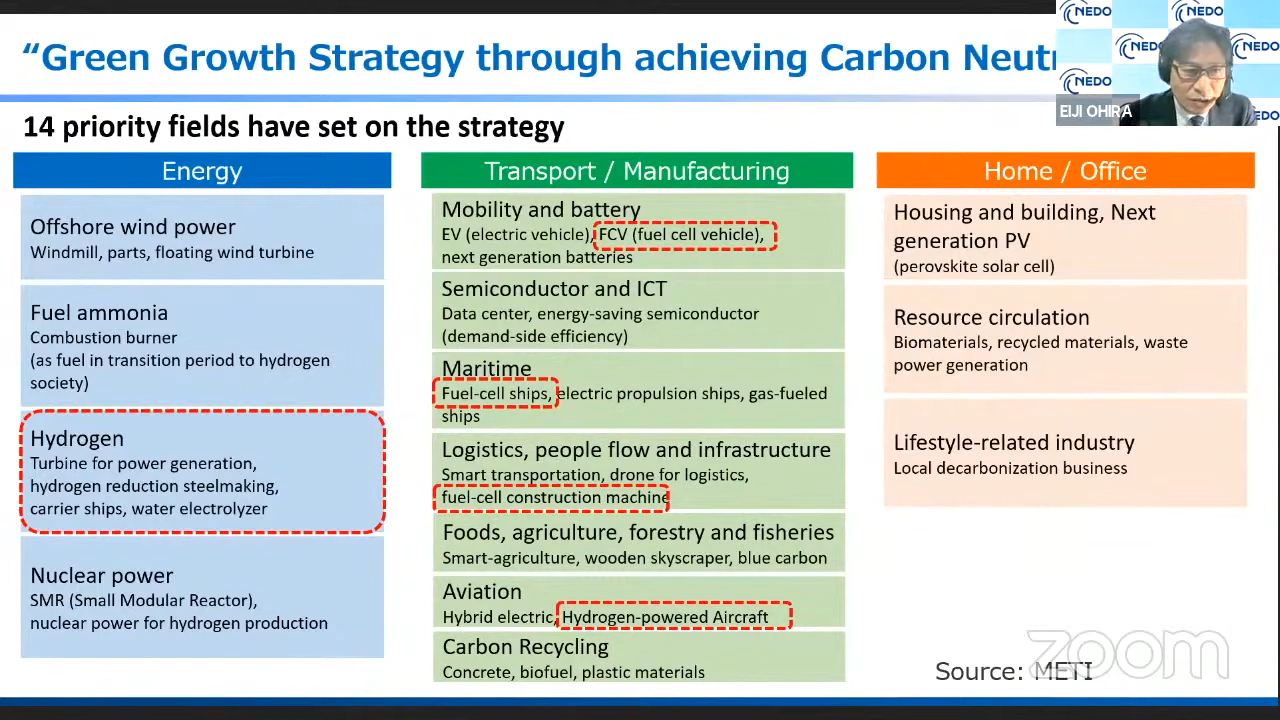 “Green Growth Strategy through achieving Carbon Neutr
NEDO
NEDO
NEDO
NEDO
NEDO
EIJI OHIRA
14 priority fields have set on the strategy
Energy
Offshore wind power
Windmill, parts, floating wind turbine
Fuel ammonia
Combustion burner
(as fuel in transition period to hydrogen
society)
Hydrogen
Turbine for power generation,
hydrogen reduction steelmaking,
carrier ships, water electrolyzer
Nuclear power
SMR (Small Modular Reactor),
nuclear power for hydrogen production
Transport / Manufacturing
Mobility and battery
EV (electric vehicle), FCV (fuel cell vehicle),
next generation batteries
Semiconductor and ICT
Data center, energy-saving semiconductor
(demand-side efficiency)
Maritime
Fuel-cell ships, electric propulsion ships, gas-fueled
ships
Logistics, people flow and infrastructure
Smart transportation, drone for logistics,
fuel-cell construction machine
Foods, agriculture, forestry and fisheries
Smart-agriculture, wooden skyscraper, blue carbon
Aviation
Hybrid electric, Hydrogen-powered Aircraft
Carbon Recycling
Concrete, biofuel, plastic materials
Home / Office
Housing and building, Next
generation PV
(perovskite solar cell)
Resource circulation
Biomaterials, recycled materials, waste
power generation
Lifestyle-related industry
Local decarbonization business
Source: METI
zoom